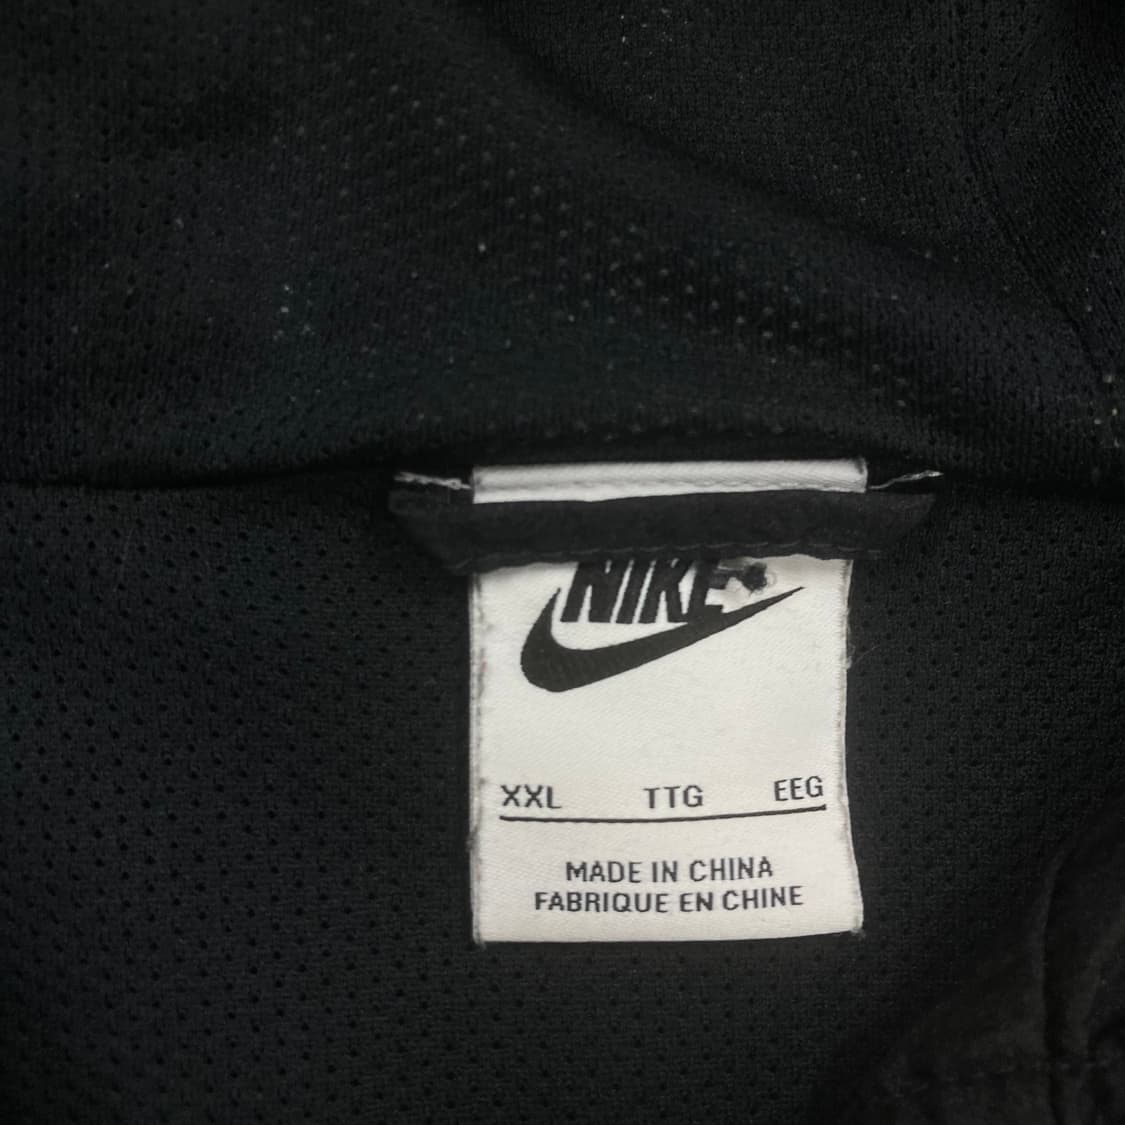 NIKE
XXL TTG EEG
MADE IN CHINA
FABRIQUE EN CHINE